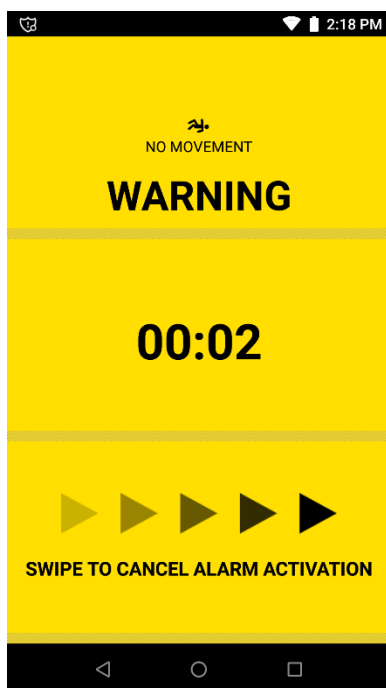 2:18 PM
NO MOVEMENT
WARNING
00:02
SWIPE TO CANCEL ALARM ACTIVATION